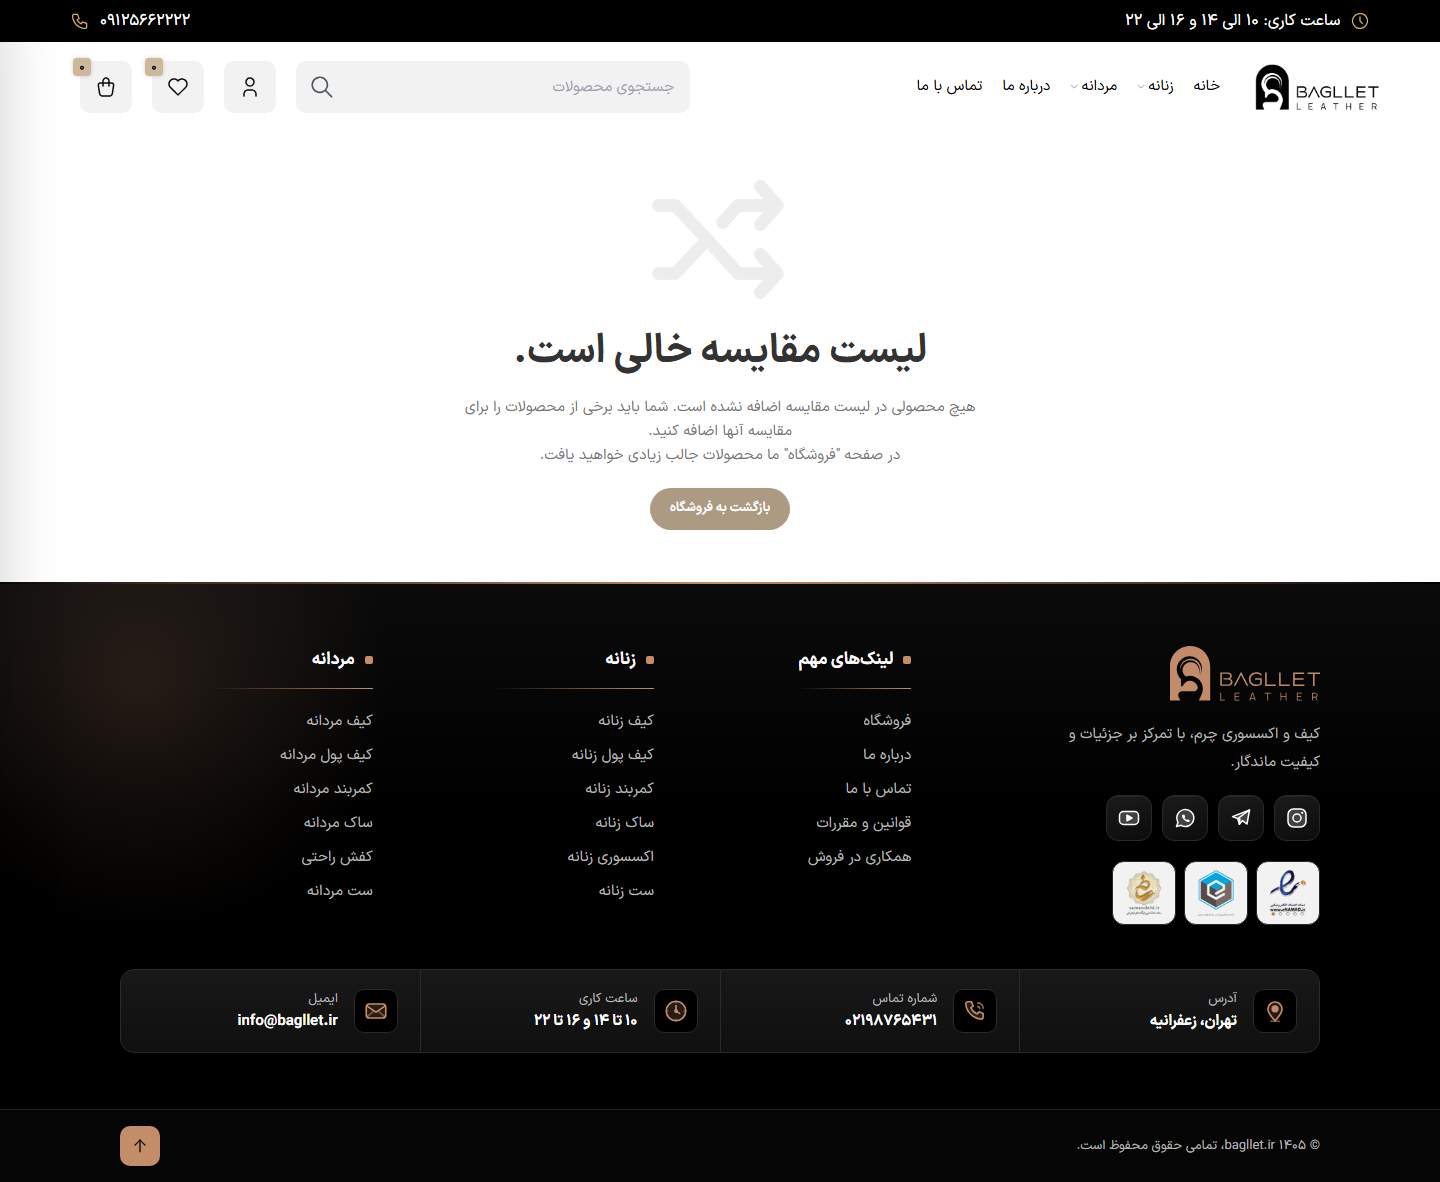 ساعت کاری: ۱۰ الی ۱۴ و ۱۶ الی ۲۲
۰۹۱۲۵۶۶۲۲۲۲
BAGLLET
LEATHER
خانه
زنانه
مردانه
درباره ما
تماس با ما
جستجوی محصولات
۰
۰
لیست مقایسه خالی است.
هیچ محصولی در لیست مقایسه اضافه نشده است. شما باید برخی از محصولات را برای
مقایسه آنها اضافه کنید.
در صفحه "فروشگاه" ما محصولات جالب زیادی خواهید یافت.
بازگشت به فروشگاه
BAGLLET
LEATHER
کیف و اکسسوری چرم، با تمرکز بر جزئیات و
کیفیت ماندگار.
لینک‌های مهم
فروشگاه
درباره ما
تماس با ما
قوانین و مقررات
همکاری در فروش
زنانه
کیف زنانه
کیف پول زنانه
کمربند زنانه
ساک زنانه
اکسسوری زنانه
ست زنانه
مردانه
کیف مردانه
کیف پول مردانه
کمربند مردانه
ساک مردانه
کفش راحتی
ست مردانه
آدرس
تهران، زعفرانیه
شماره تماس
۰۲۱۹۸۷۶۵۴۳۱
ساعت کاری
۱۰ تا ۱۴ و ۱۶ تا ۲۲
ایمیل
info@bagllet.ir
© ۱۴۰۵ bagllet.ir، تمامی حقوق محفوظ است.